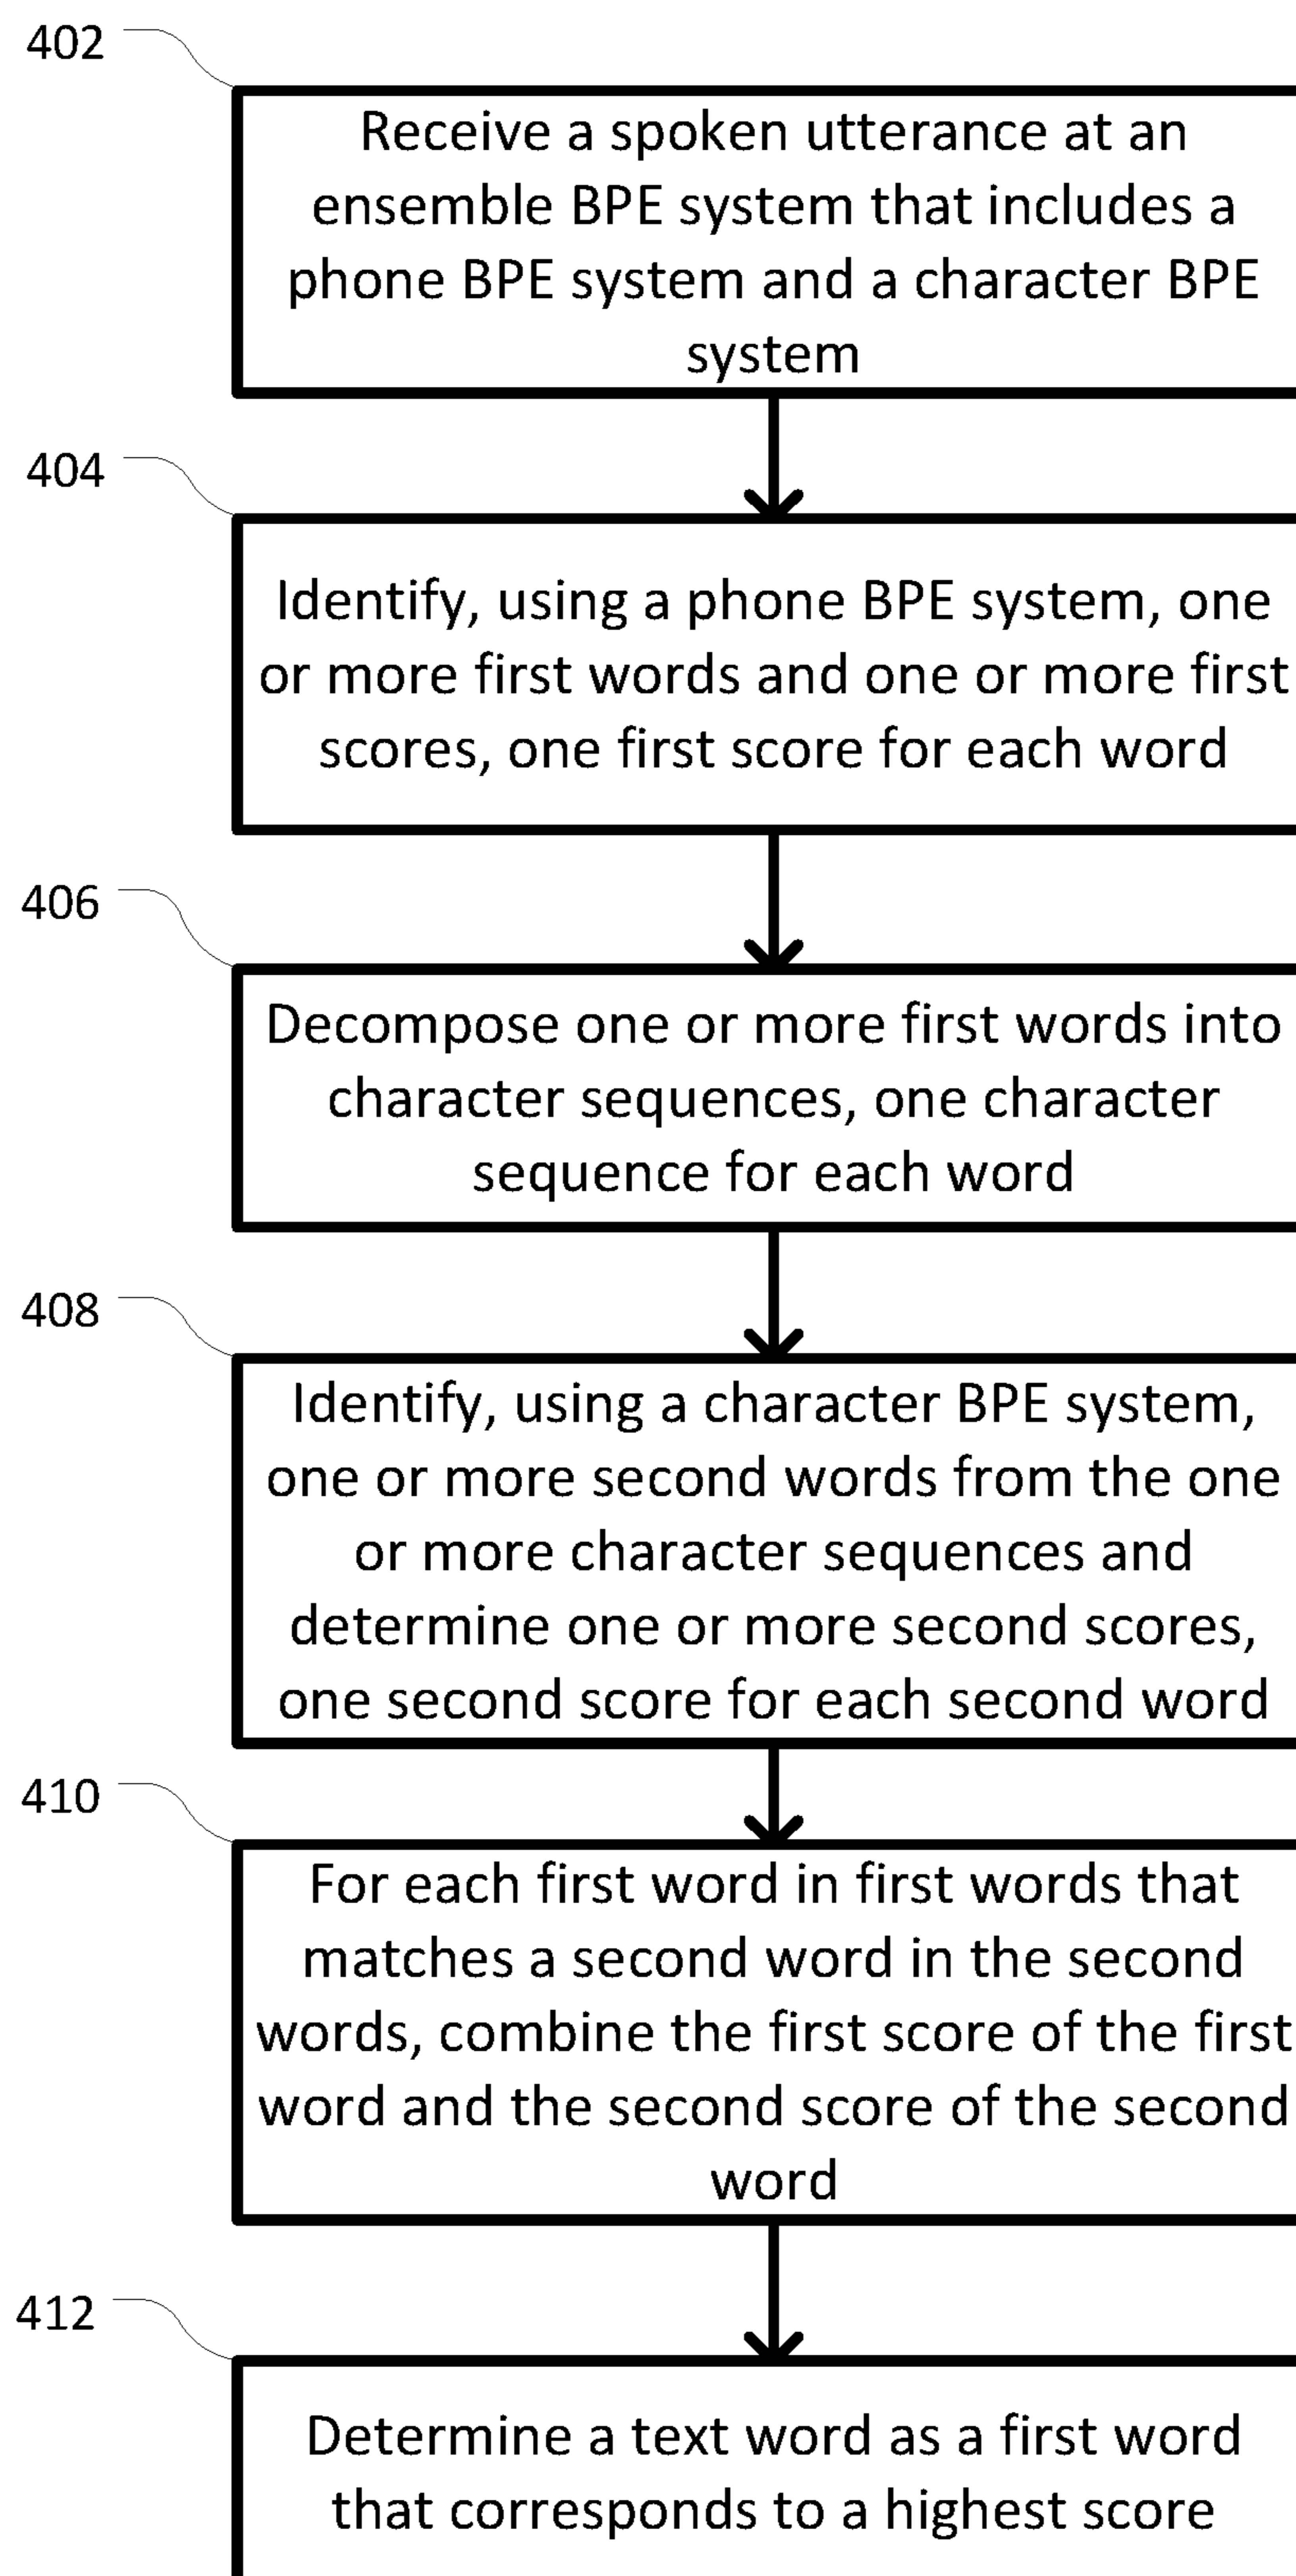 402
Receive a spoken utterance at an
ensemble BPE system that includes a
phone BPE system and a character BPE
system
404
Identify, using a phone BPE system, one
or more first words and one or more first
scores, one first score for each word
406
Decompose one or more first words into
character sequences, one character
sequence for each word
408
Identify, using a character BPE system,
one or more second words from the one
or more character sequences and
determine one or more second scores,
one second score for each second word
410
For each first word in first words that
matches a second word in the second
words, combine the first score of the first
word and the second score of the second
word
412
Determine a text word as a first word
that corresponds to a highest score